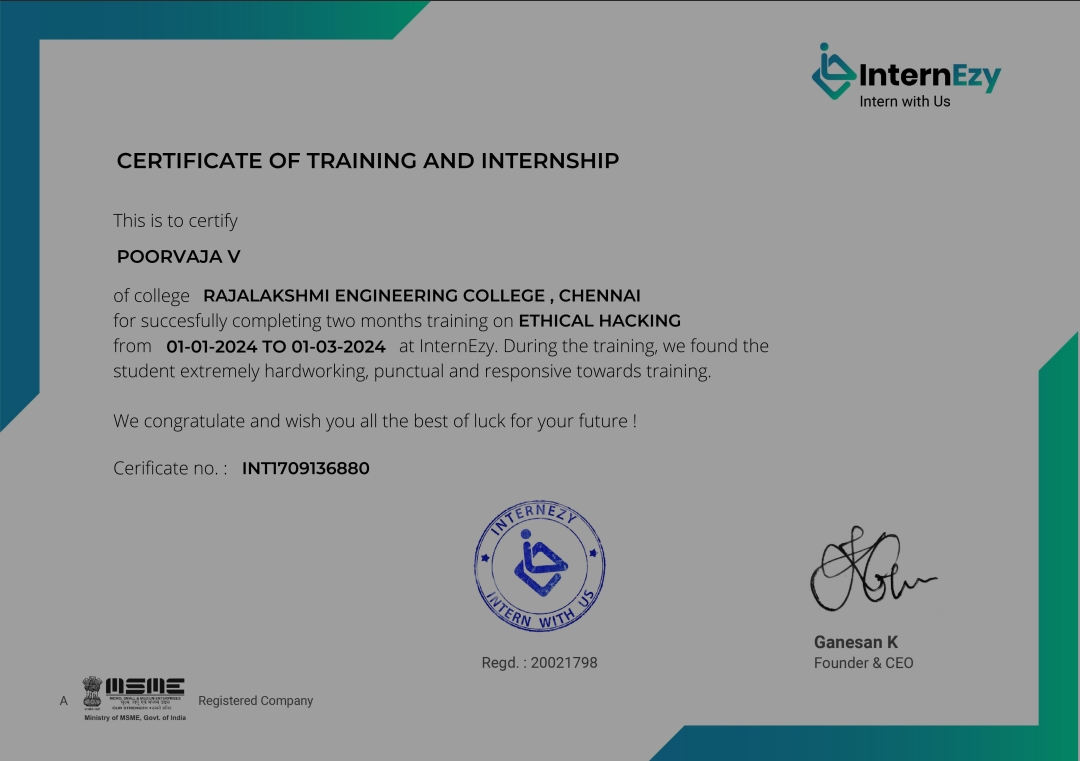 InternEzy
Intern with Us
CERTIFICATE OF TRAINING AND INTERNSHIP
This is to certify
POORVAJA V
of college RAJALAKSHMI ENGINEERING COLLEGE , CHENNAI
for succesfully completing two months training on ETHICAL HACKING
from 01-01-2024 TO 01-03-2024 at InternEzy. During the training, we found the
student extremely hardworking, punctual and responsive towards training.
We congratulate and wish you all the best of luck for your future !
Cerificate no. : INT1709136880
INTERNEZY
INTERN WITH US
Regd. : 20021798
Ganesan K
Founder & CEO
A
MSME
MICRO, SMALL & MEDIUM ENTERPRISES
Registered Company
Ministry of MSME, Govt. of India